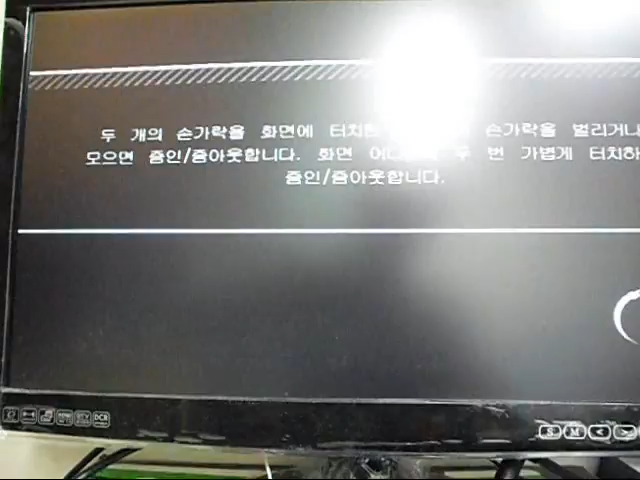 두 개의 손가락을 화면에 터치한 손가락을 벌리거나
모으면 줌인/줌아웃합니다. 화면 두 번 가볍게 터치하
줌인/줌아웃합니다.
DCR
S M < >